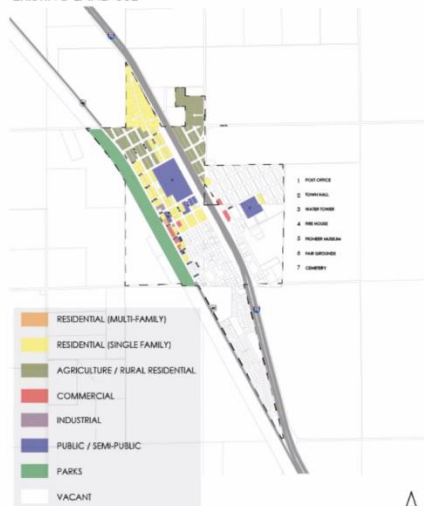 1 POST OFFICE
2 TOWN HALL
3 WATER TOWER
4 FIRE HOUSE
5 PIONEER MUSEUM
6 FAIR GROUNDS
7 CEMETERY
RESIDENTIAL (MULTI-FAMILY)
RESIDENTIAL (SINGLE FAMILY)
AGRICULTURE / RURAL RESIDENTIAL
COMMERCIAL
INDUSTRIAL
PUBLIC / SEMI-PUBLIC
PARKS
VACANT